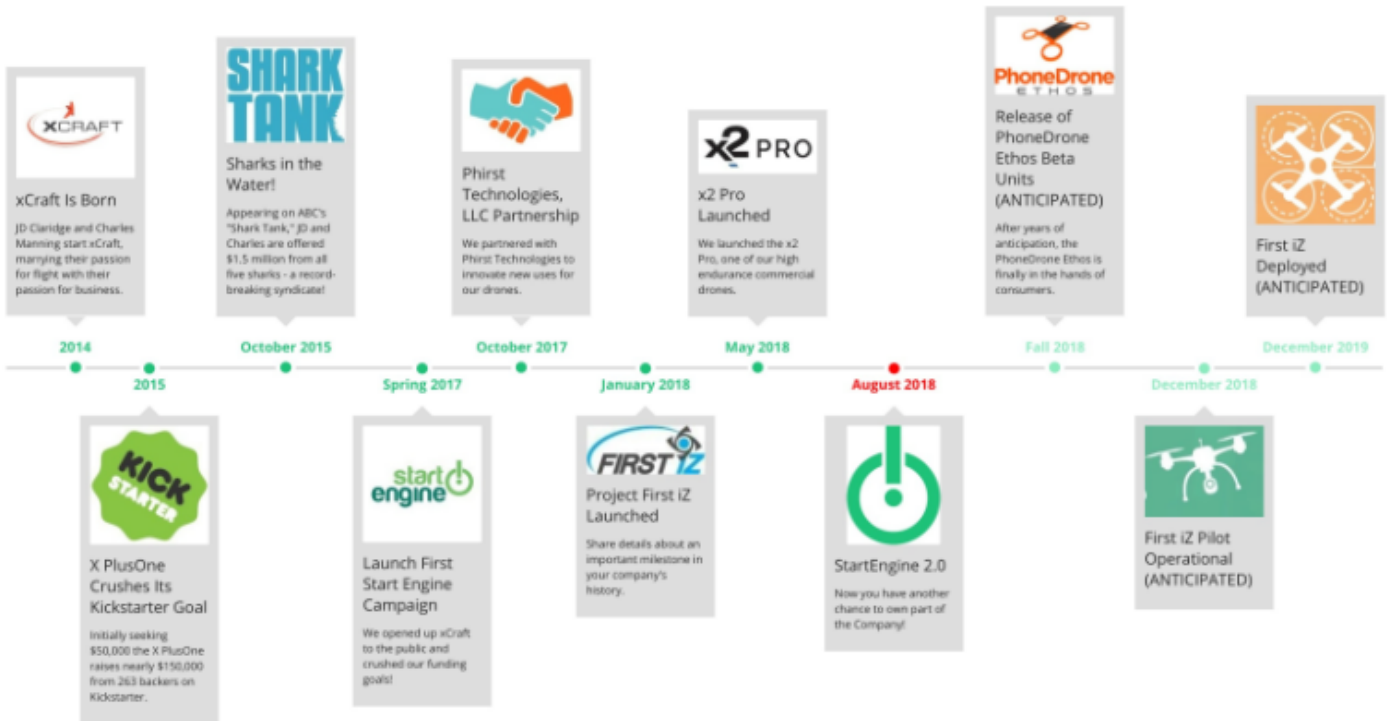 XCRAFT
xCraft Is Born
JD Claridge and Charles
Manning start xCraft,
marrying their passion
for flight with their
passion for business.
2014
2015
KICK
STARTER
X PlusOne
Crushes Its
Kickstarter Goal
Initially seeking
$50,000 the X PlusOne
raises nearly $150,000
from 263 backers on
Kickstarter.
SHARK
TANK
Sharks in the
Water!
Appearing on ABC's
"Shark Tank," JD and
Charles are offered
$1.5 million from all
five sharks - a record-
breaking syndicate!
October 2015
Spring 2017
start
engine
Launch First
Start Engine
Campaign
We opened up xCraft
to the public and
crushed our funding
goals!
Phirst
Technologies,
LLC Partnership
We partnered with
Phirst Technologies to
innovate new uses for
our drones.
October 2017
January 2018
FIRST iZ
Project First iZ
Launched
Share details about an
important milestone in
your company's
history.
x2 PRO
x2 Pro
Launched
We launched the x2
Pro, one of our high
endurance commercial
drones.
May 2018
August 2018
StartEngine 2.0
Now you have another
chance to own part of
the Company!
PhoneDrone
ETHOS
Release of
PhoneDrone
Ethos Beta
Units
(ANTICIPATED)
After years of
anticipation, the
PhoneDrone Ethos is
finally in the hands of
consumers.
Fall 2018
December 2018
First iZ Pilot
Operational
(ANTICIPATED)
First iZ
Deployed
(ANTICIPATED)
December 2019